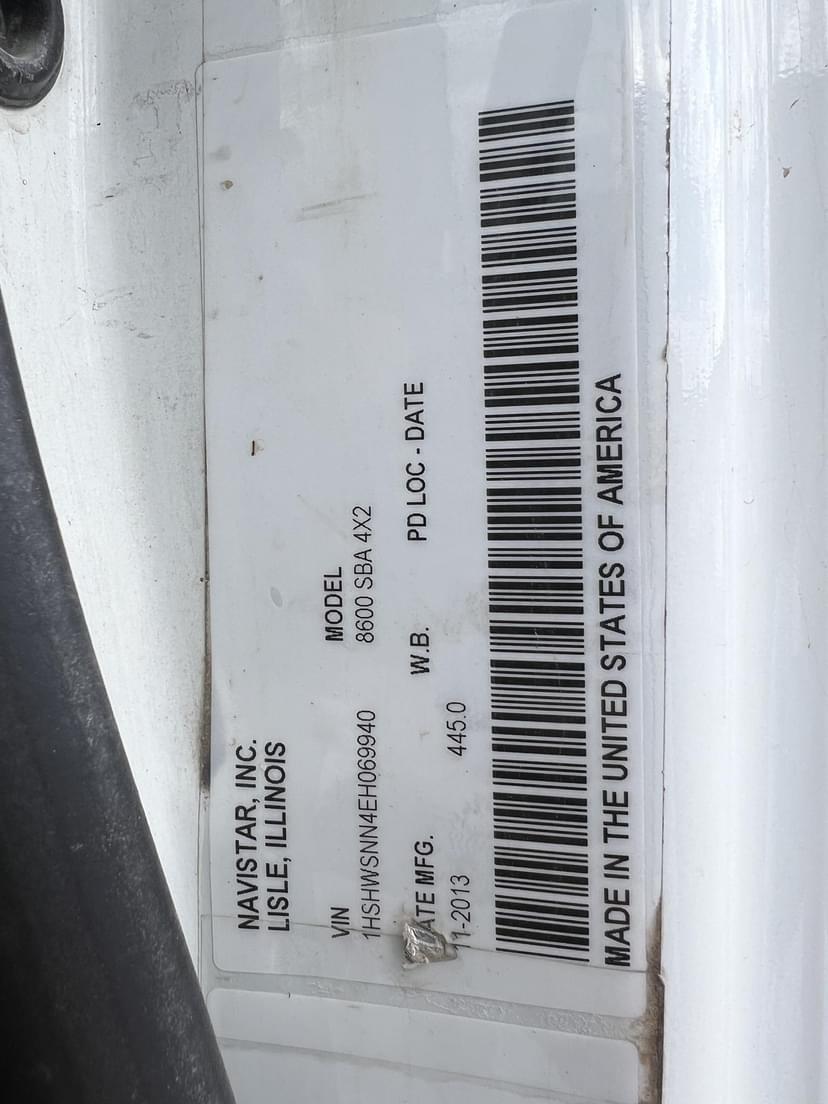 NAVISTAR, INC.
LISLE, ILLINOIS
VIN MODEL
1HSHWSNN4EH069940 8600 SBA 4X2
ATE MFG. W.B. PD LOC - DATE
11-2013 445.0
MADE IN THE UNITED STATES OF AMERICA